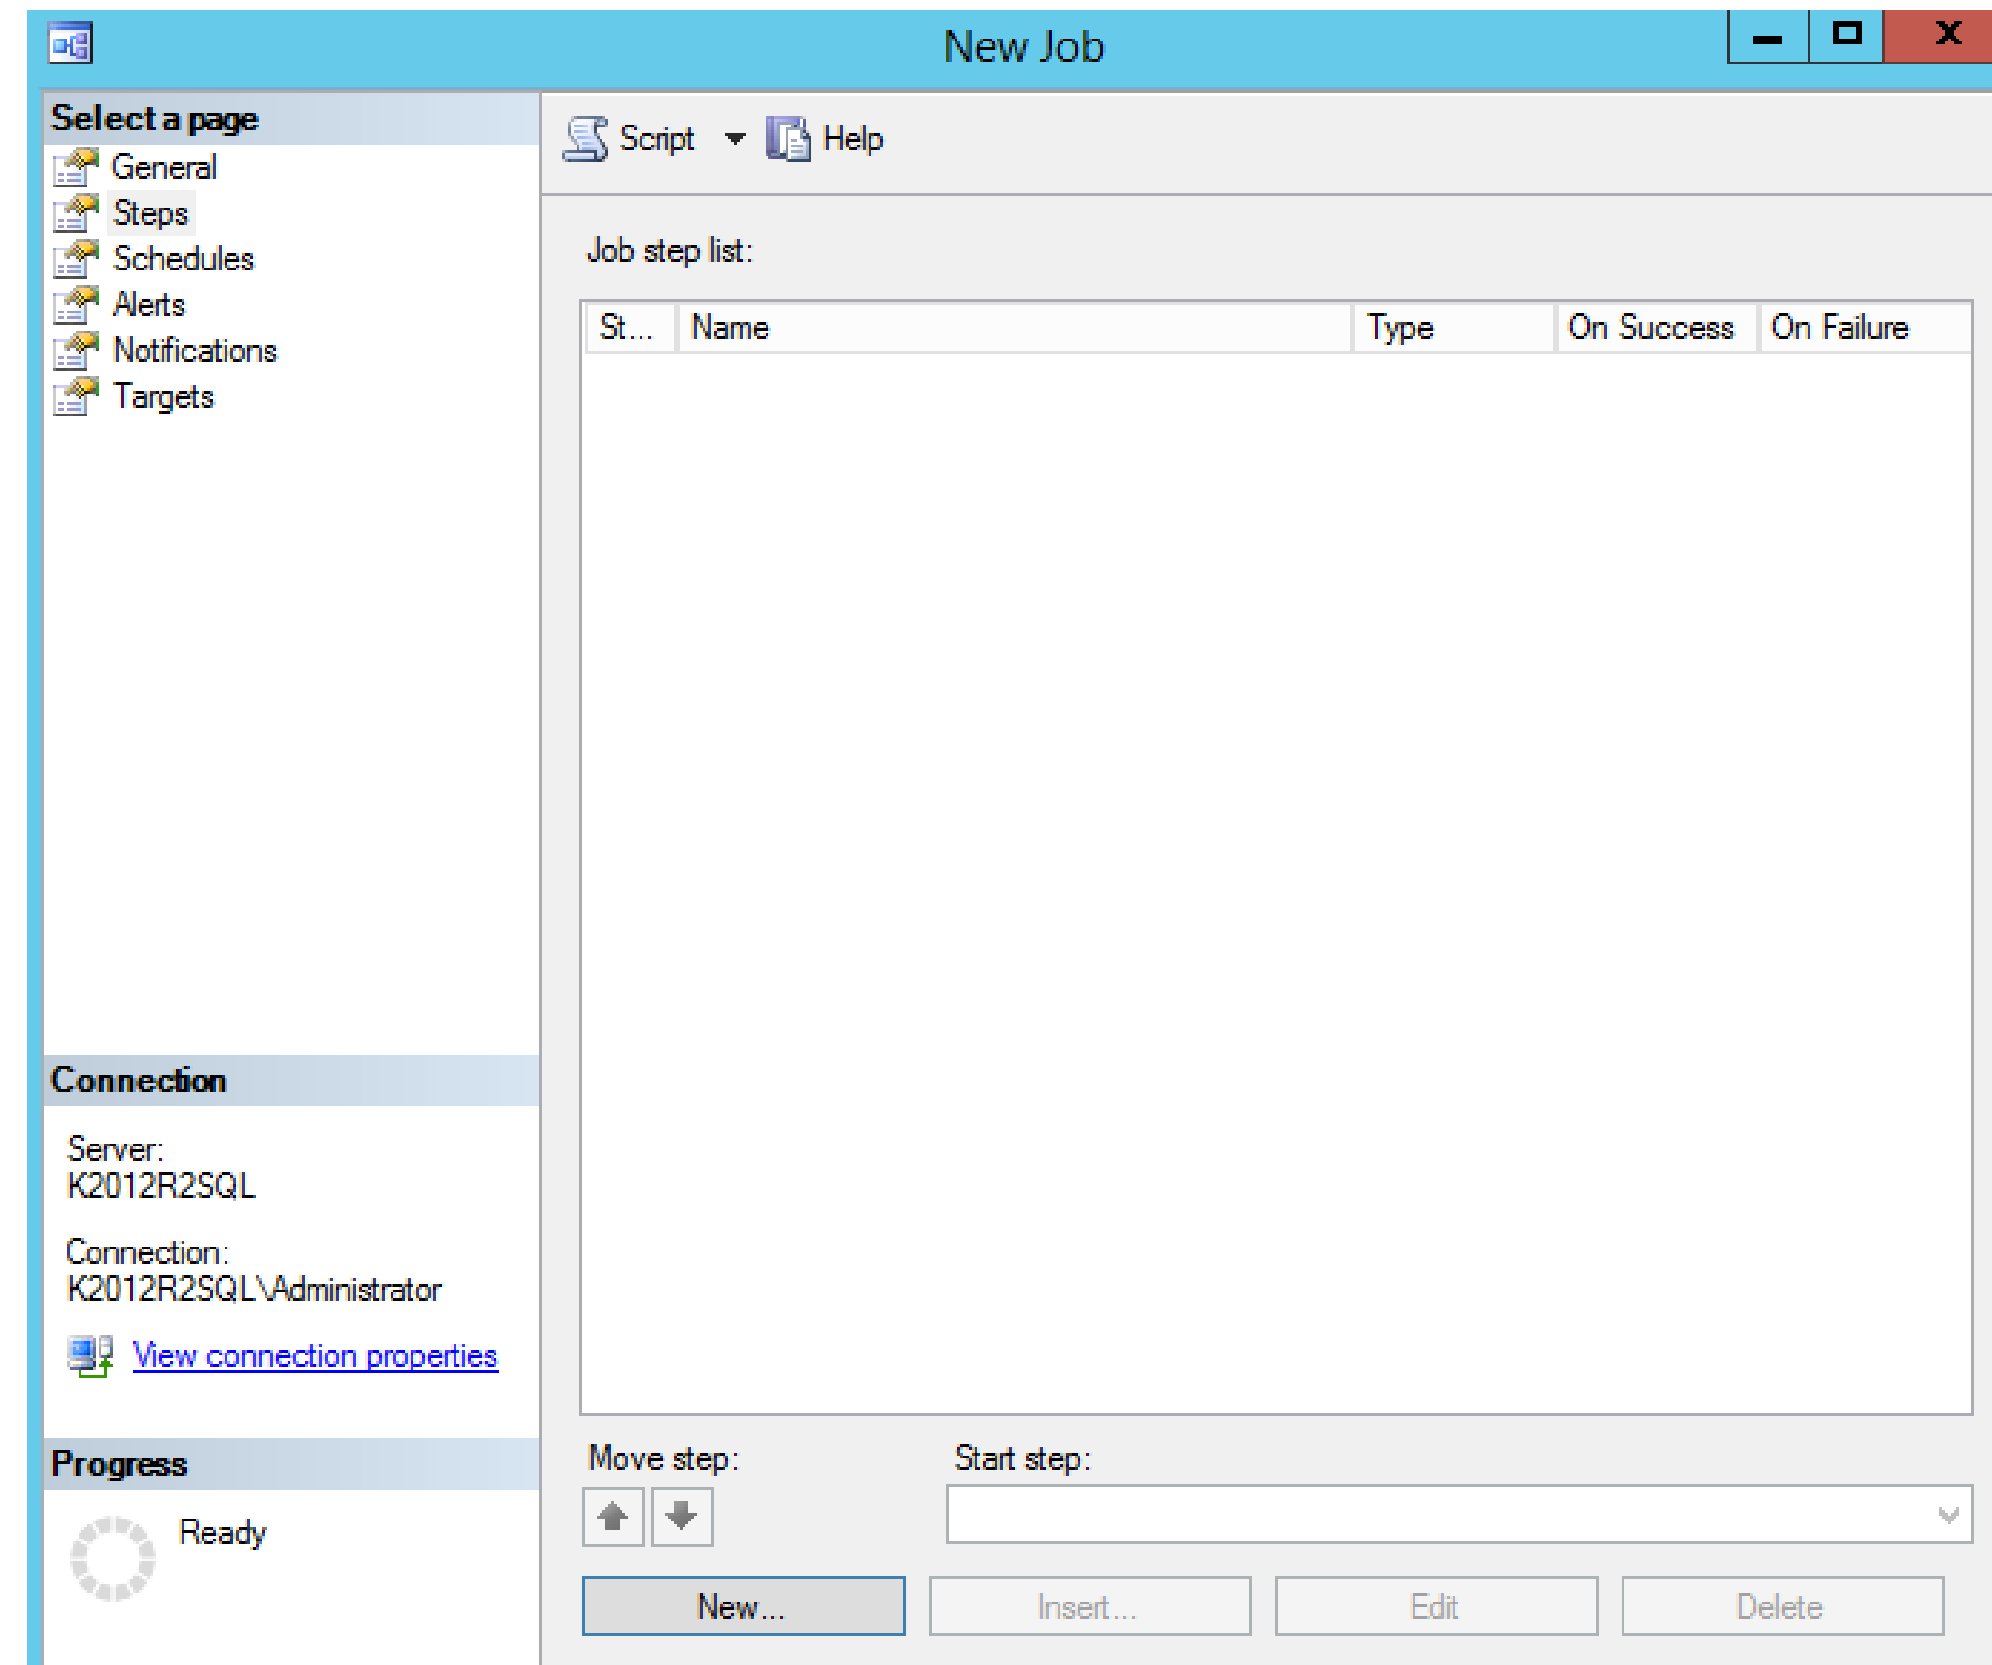 New Job
X
Select a page
General
Steps
Schedules
Alerts
Notifications
Targets
Script
Help
Job step list:
St... Name Type On Success On Failure
Connection
Server:
K2012R2SQL
Connection:
K2012R2SQL\Administrator
View connection properties
Progress
Ready
Move step:
Start step:
New...
Insert...
Edit
Delete